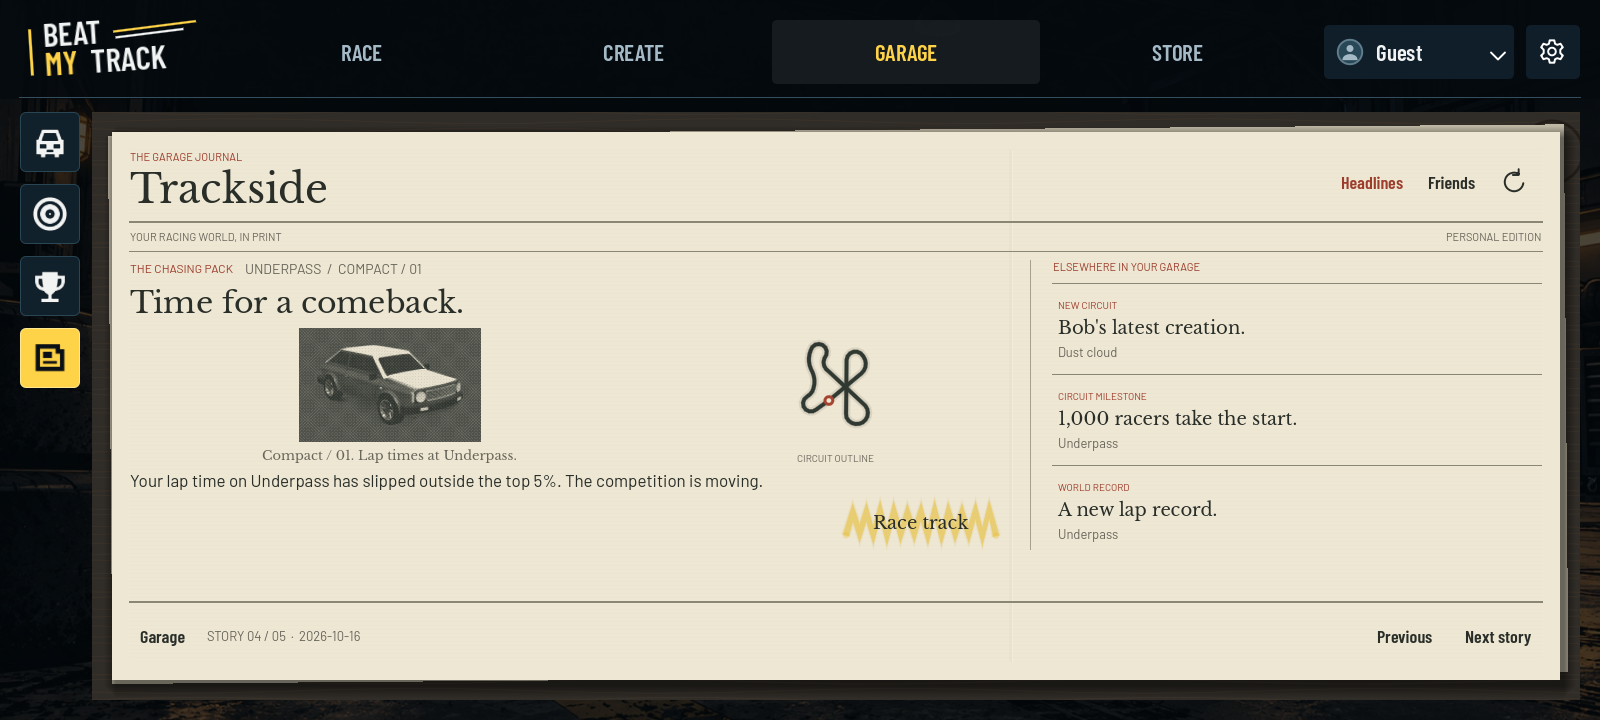 BEAT
MY TRACK
RACE
CREATE
GARAGE
STORE
Guest
THE GARAGE JOURNAL
Trackside
Headlines
Friends
YOUR RACING WORLD, IN PRINT
PERSONAL EDITION
THE CHASING PACK UNDERPASS / COMPACT / 01
Time for a comeback.
Compact / 01. Lap times at Underpass.
CIRCUIT OUTLINE
Your lap time on Underpass has slipped outside the top 5%. The competition is moving.
Race track
ELSEWHERE IN YOUR GARAGE
NEW CIRCUIT
Bob's latest creation.
Dust cloud
CIRCUIT MILESTONE
1,000 racers take the start.
Underpass
WORLD RECORD
A new lap record.
Underpass
Garage
STORY 04 / 05 · 2026-10-16
Previous
Next story